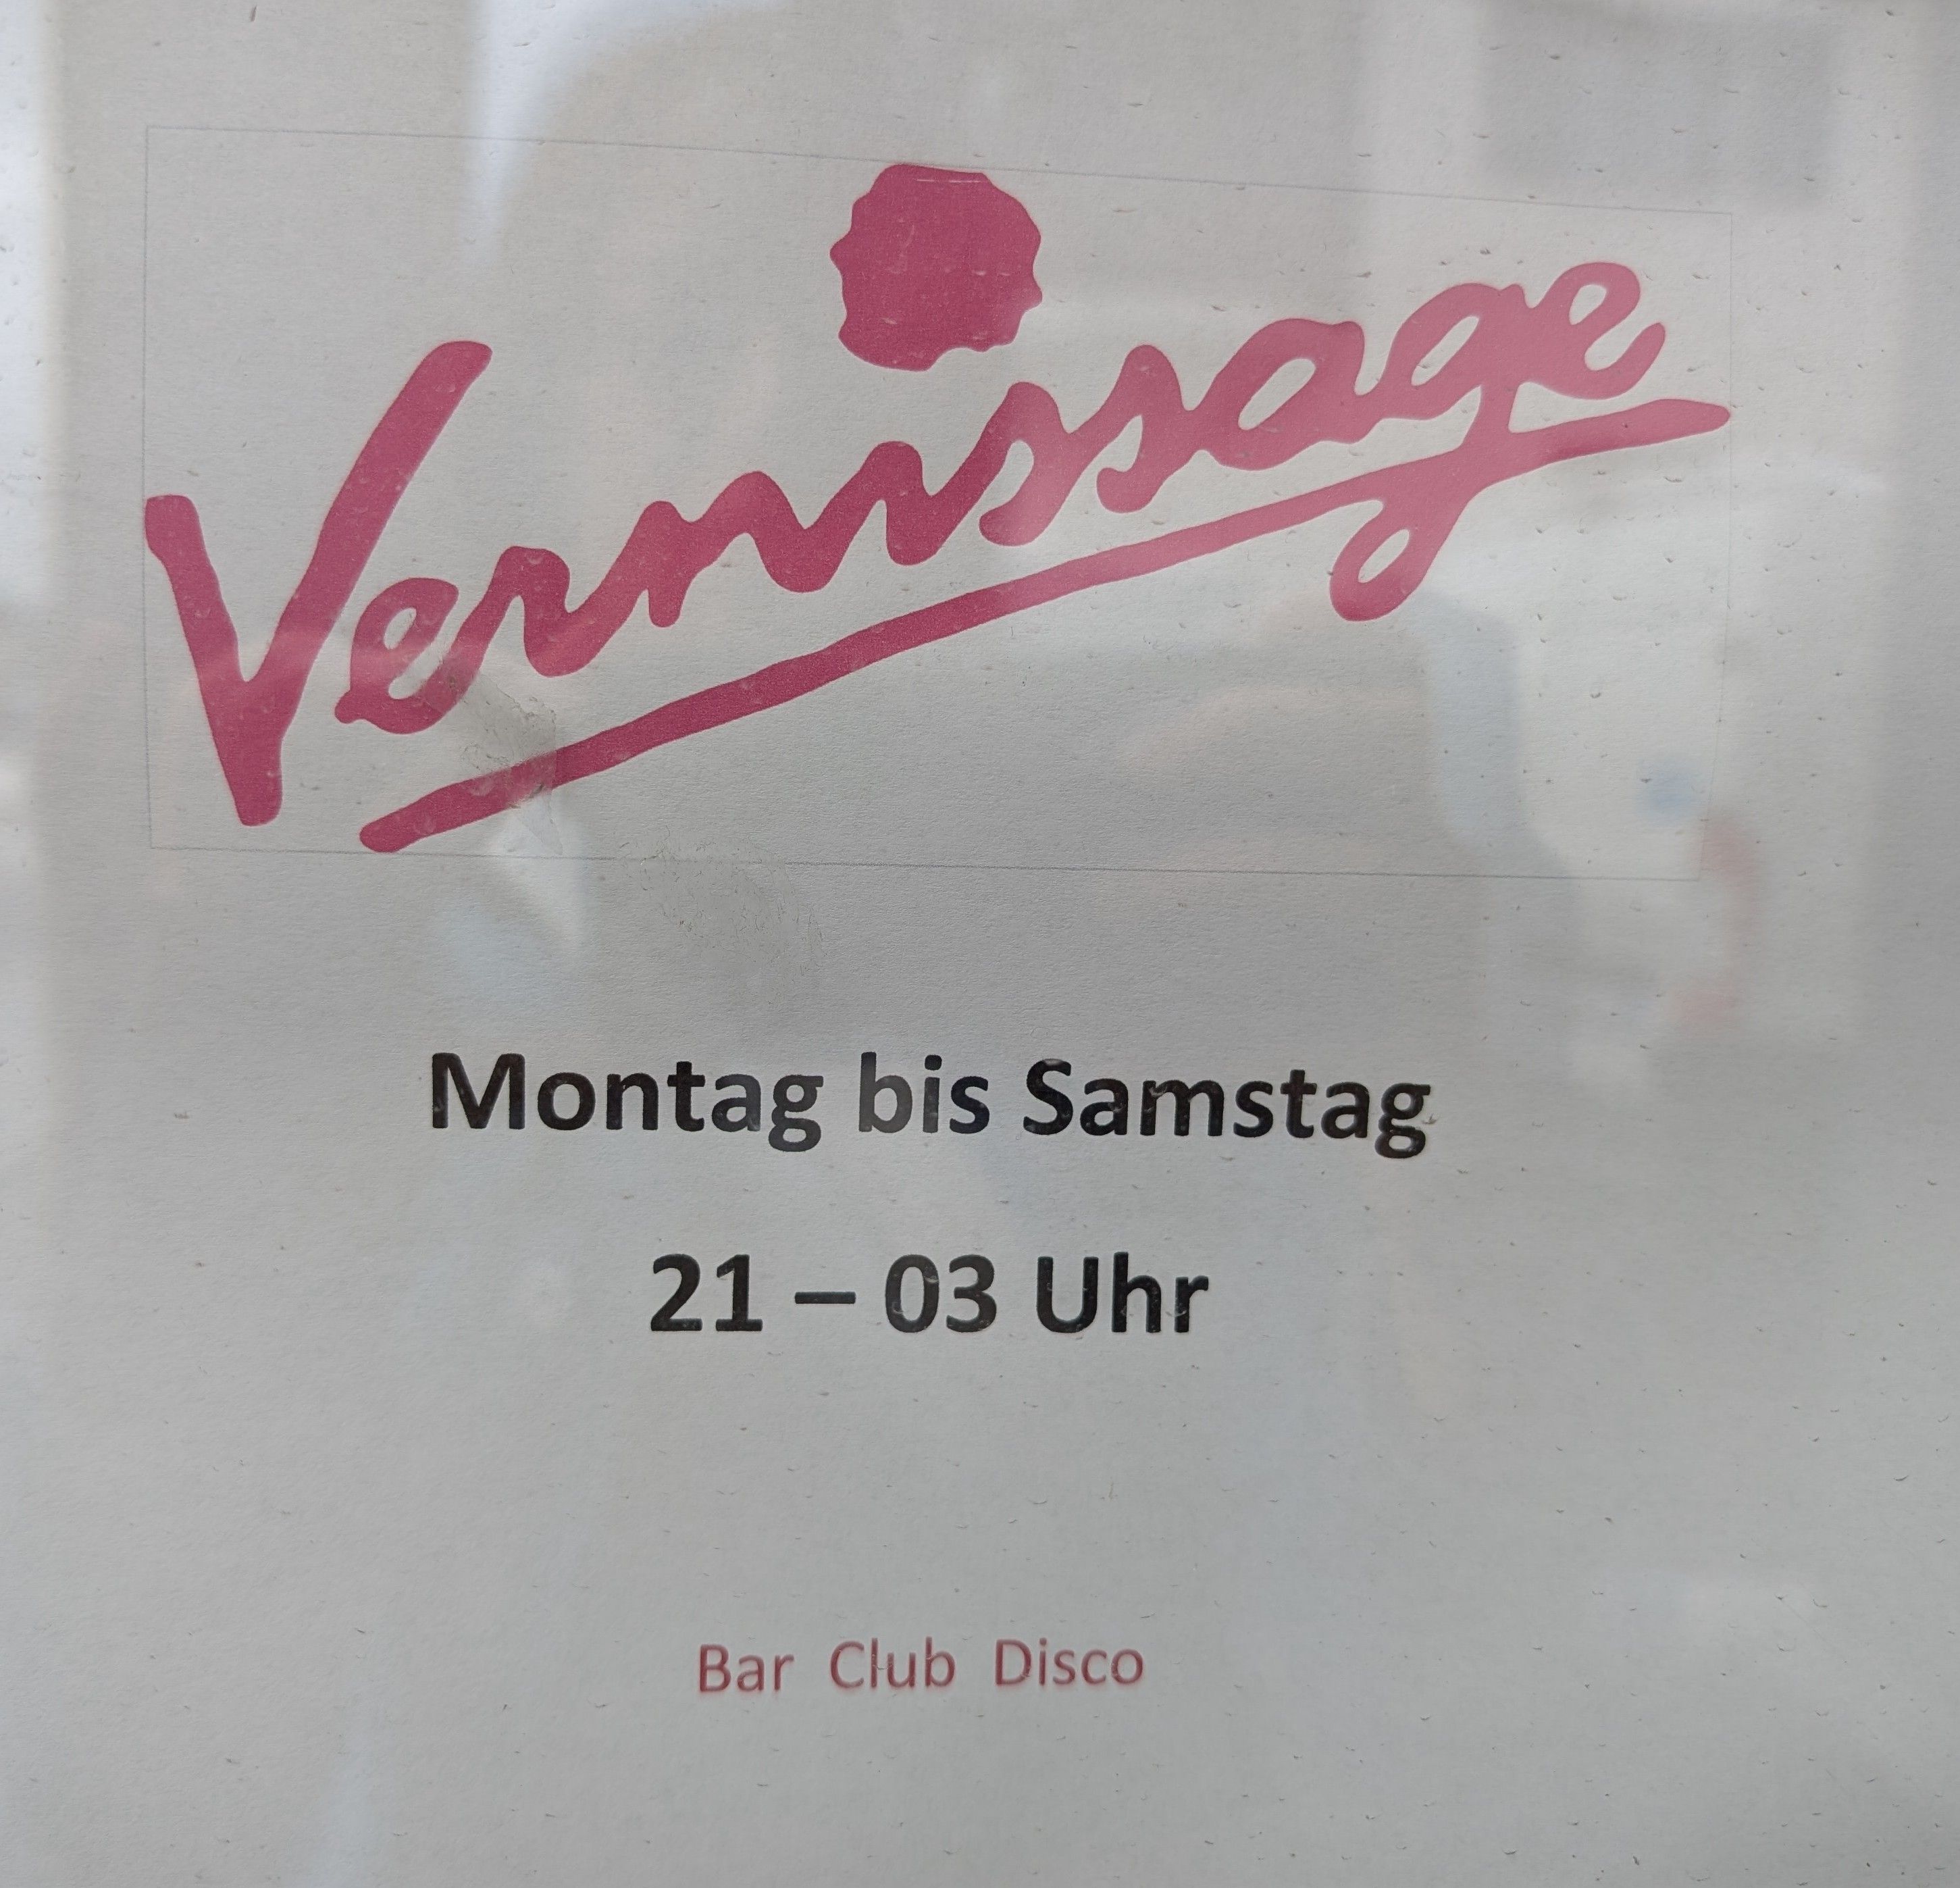 Vernissage
Montag bis Samstag
21 – 03 Uhr
Bar Club Disco